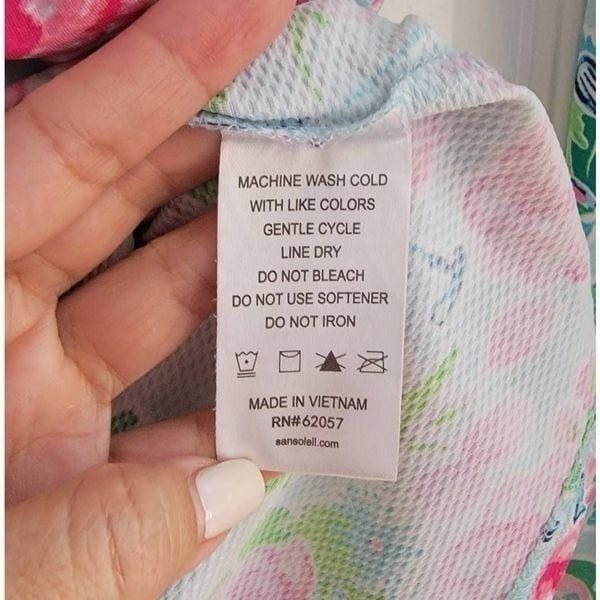 MACHINE WASH COLD
WITH LIKE COLORS
GENTLE CYCLE
LINE DRY
DO NOT BLEACH
DO NOT USE SOFTENER
DO NOT IRON
MADE IN VIETNAM
RN#62057
sansoleil.com